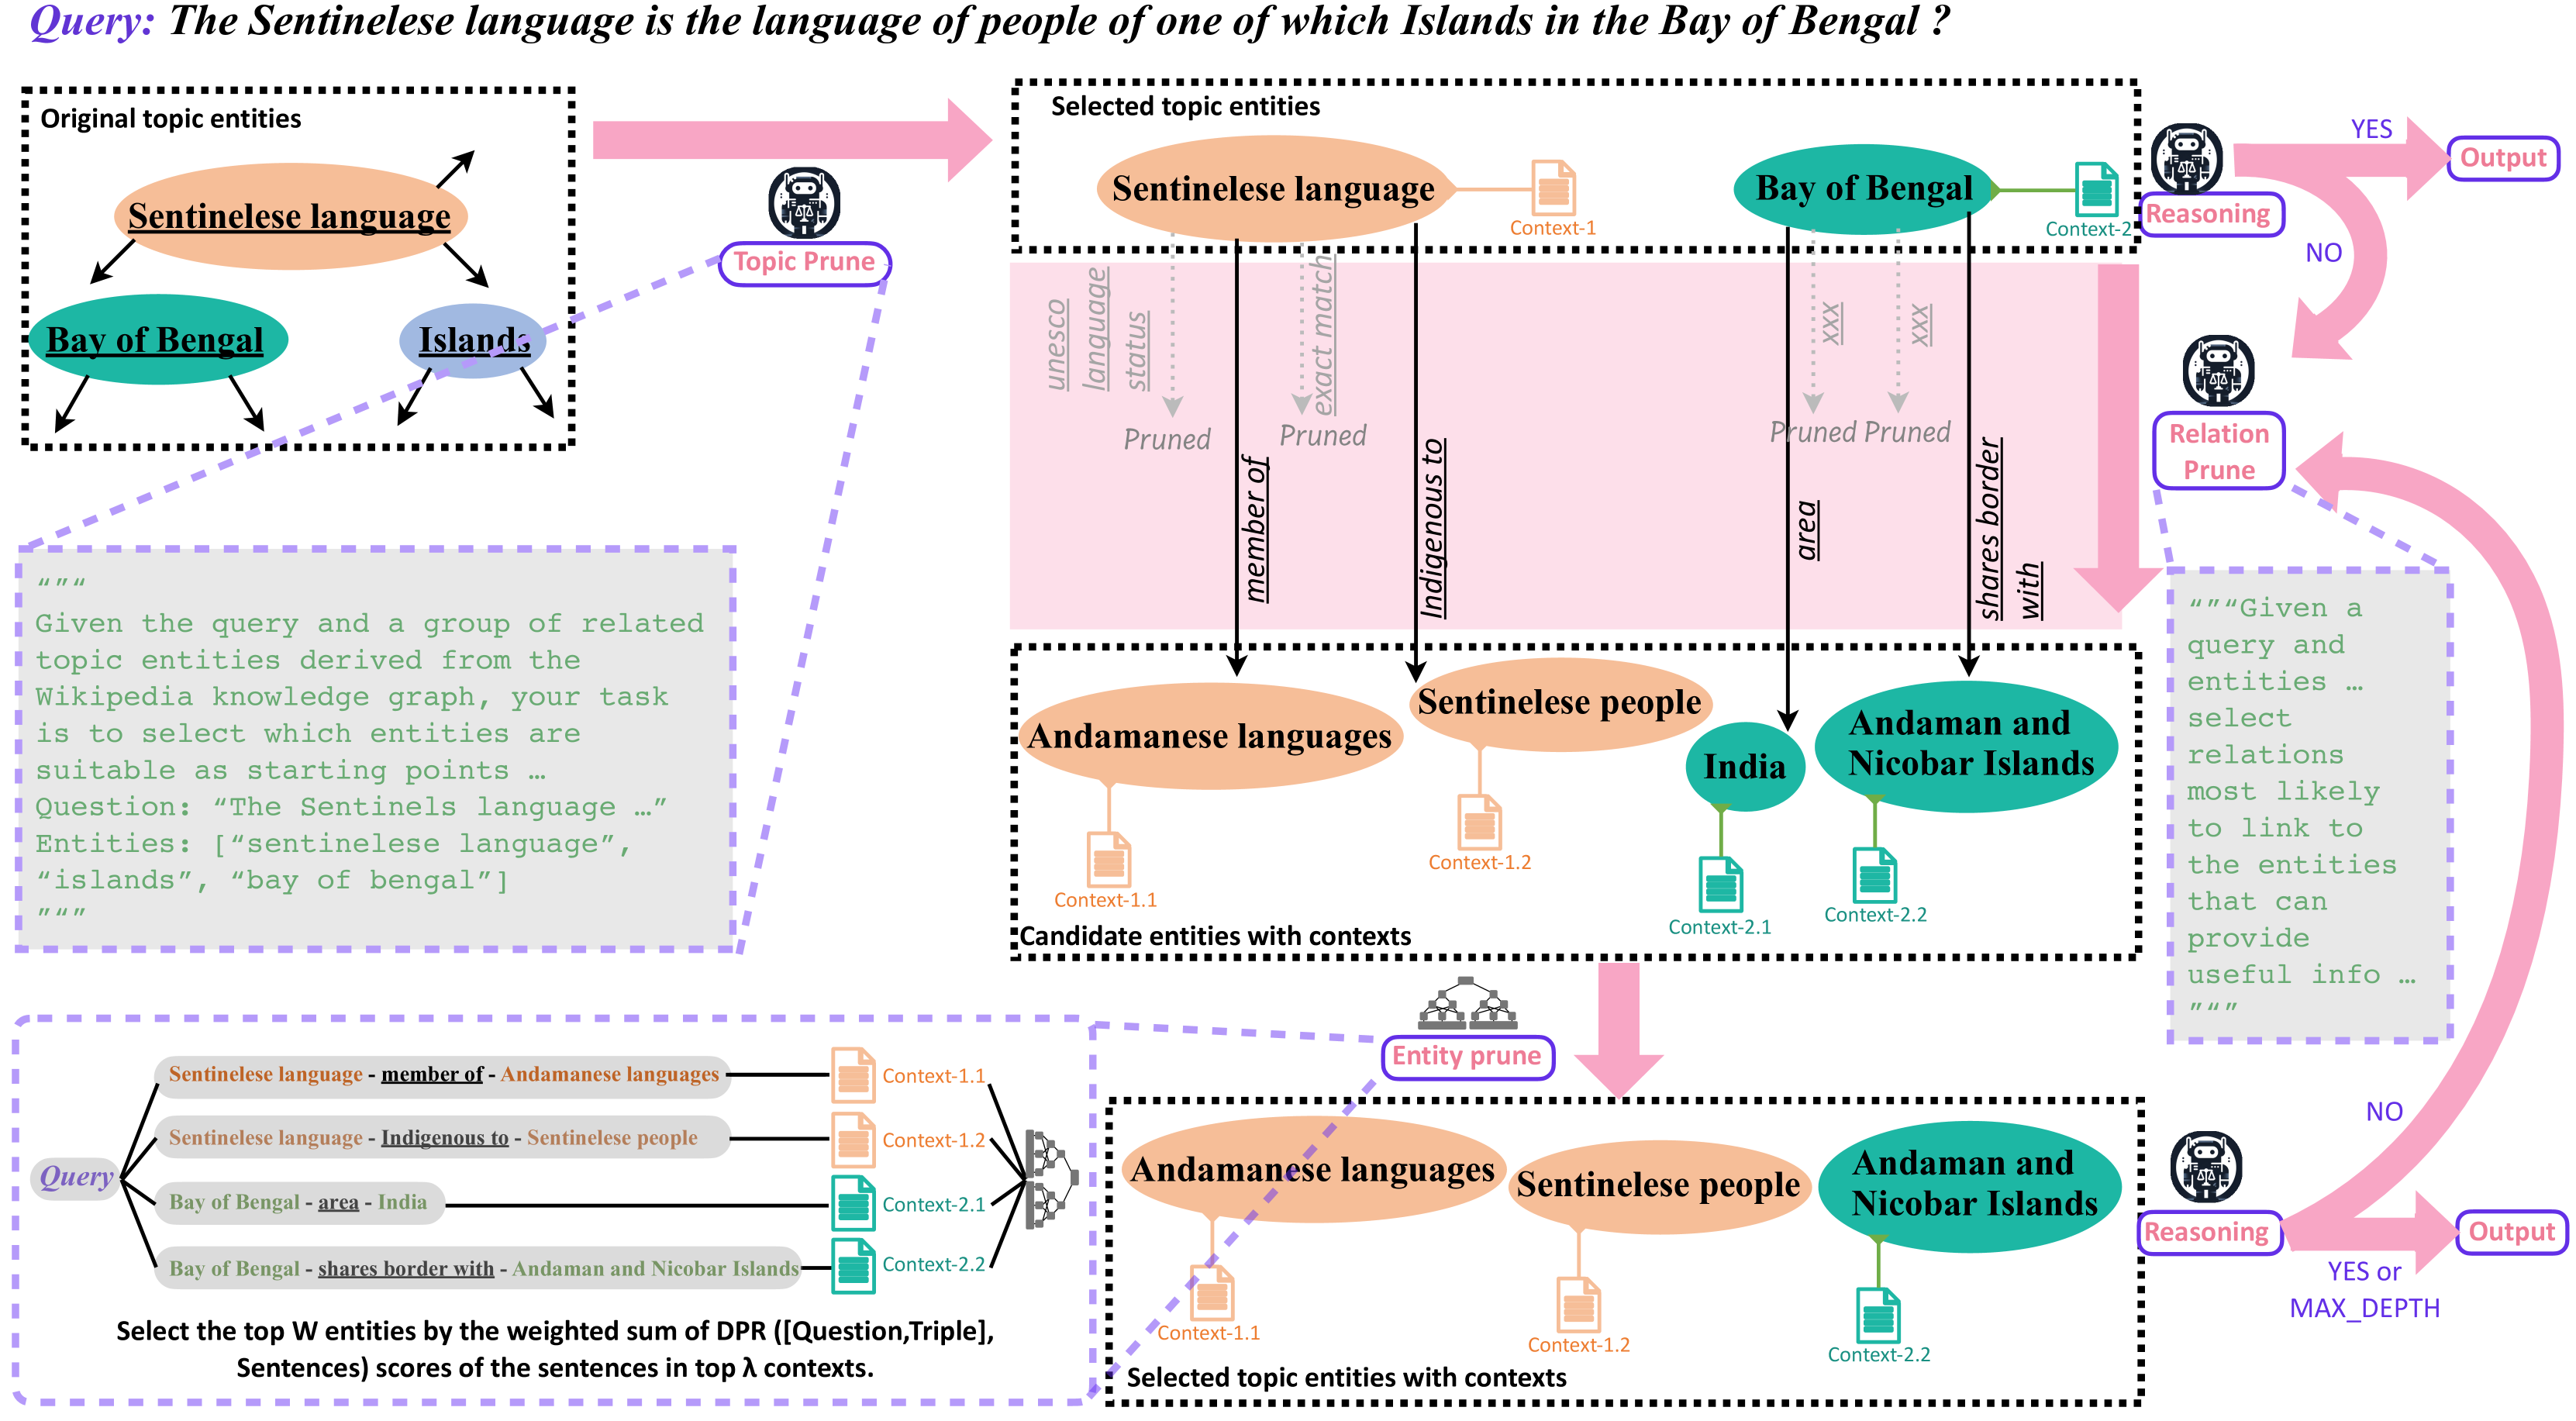 Query: The Sentinelese language is the language of people of one of which Islands in the Bay of Bengal ?
Original topic entities
Sentinelese language
Bay of Bengal
Islands
Topic Prune
“”“
Given the query and a group of related
topic entities derived from the
Wikipedia knowledge graph, your task
is to select which entities are
suitable as starting points …
Question: “The Sentinels language …”
Entities: [“sentinelese language”,
“islands”, “bay of bengal”]
”“”
Selected topic entities
Sentinelese language
Context-1
Bay of Bengal
Context-2
Reasoning
YES
Output
NO
unesco
language
status
Pruned
exact match
Pruned
member of
Indigenous to
xxx
Pruned
xxx
Pruned
area
shares border
with
Relation
Prune
“”“Given a
query and
entities …
select
relations
most likely
to link to
the entities
that can
provide
useful info …
”“”
Andamanese languages
Context-1.1
Sentinelese people
Context-1.2
India
Context-2.1
Andaman and
Nicobar Islands
Context-2.2
Candidate entities with contexts
Entity prune
Query
Sentinelese language - member of - Andamanese languages
Context-1.1
Sentinelese language - Indigenous to - Sentinelese people
Context-1.2
Bay of Bengal - area - India
Context-2.1
Bay of Bengal - shares border with - Andaman and Nicobar Islands
Context-2.2
Select the top W entities by the weighted sum of DPR ([Question,Triple],
Sentences) scores of the sentences in top λ contexts.
Andamanese languages
Context-1.1
Sentinelese people
Context-1.2
Andaman and
Nicobar Islands
Context-2.2
Selected topic entities with contexts
Reasoning
NO
Output
YES or
MAX_DEPTH